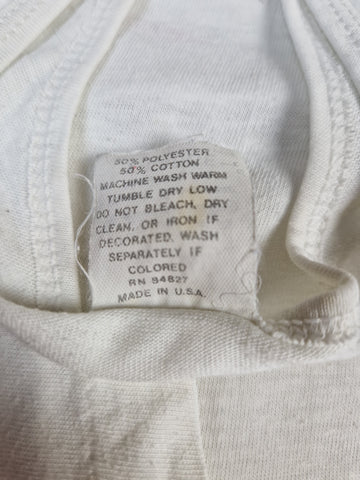 50% POLYESTER
50% COTTON
MACHINE WASH WARM
TUMBLE DRY LOW
DO NOT BLEACH, DRY
CLEAN, OR IRON IF
DECORATED, WASH
SEPARATELY IF
COLORED
RN 94827
MADE IN U.S.A.